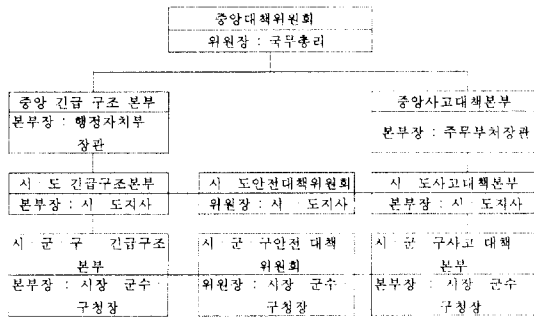 중앙대책위원회
위원장 : 국무총리
중앙 긴급 구조 본부
본부장 : 행정자치부
장관
중앙사고대책본부
본부장 : 주무부처장관
시 도 긴급구조본부
본부장 : 시 도지사
시 도안전대책위원회
위원장 : 시 도지사
시 도사고대책본부
본부장 : 시 도지사
시 · 군 · 구 긴급구조
본부
본부장 : 시장 군수 ·
구청장
시 · 군 구안전 대책
위원회
위원장 : 시장 군수 ·
구청장
시 · 군 구사고 대책
본부
본부장 : 시장 군수 ·
구청장